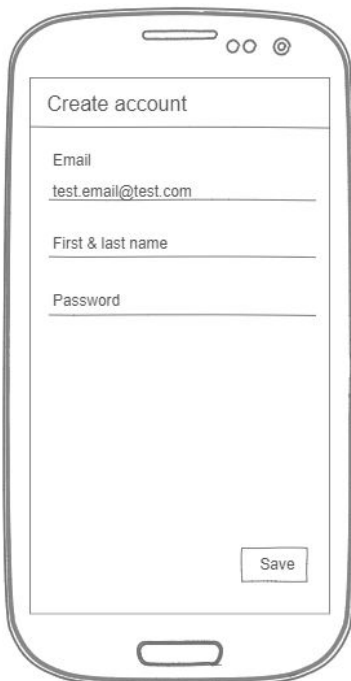 Create account
Email
test.email@test.com
First & last name
Password
Save